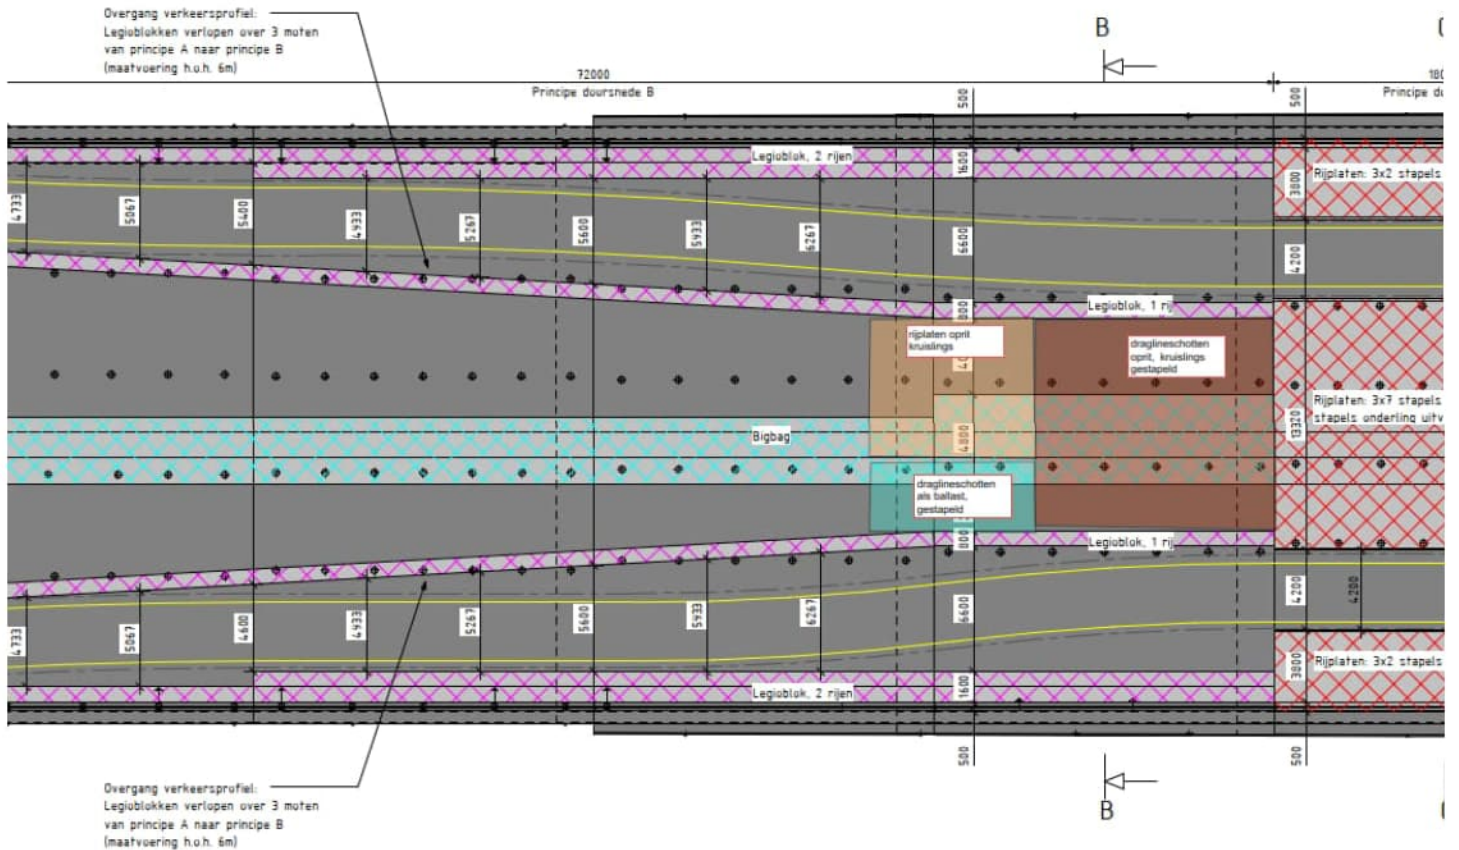 Overgang verkeersprofiel:
Legioblokken verlopen over 3 moten
van principe A naar principe B
(maatvoering h.o.h. 6m)
B
72000
180
Principe doorsnede B
Principe do
500
500
Legioblok, 2 rijen
1600
3800
Rijplaten: 3x2 stapels
4733
5067
5400
4933
5267
5600
5933
6267
6600
4200
Legioblok, 1 rij
800
rijplaten oprit
kruislings
draglineschotten
oprit, kruislings
gestapeld
Rijplaten: 3x7 stapels
stapels onderling uitv
13320
Bigbag
4800
draglineschotten
als ballast,
gestapeld
800
Legioblok, 1 rij
4733
5067
4600
4933
5267
5600
5933
6267
6600
4200
4200
Legioblok, 2 rijen
1600
3800
Rijplaten: 3x2 stapels
500
500
B
Overgang verkeersprofiel:
Legioblokken verlopen over 3 moten
van principe A naar principe B
(maatvoering h.o.h. 6m)